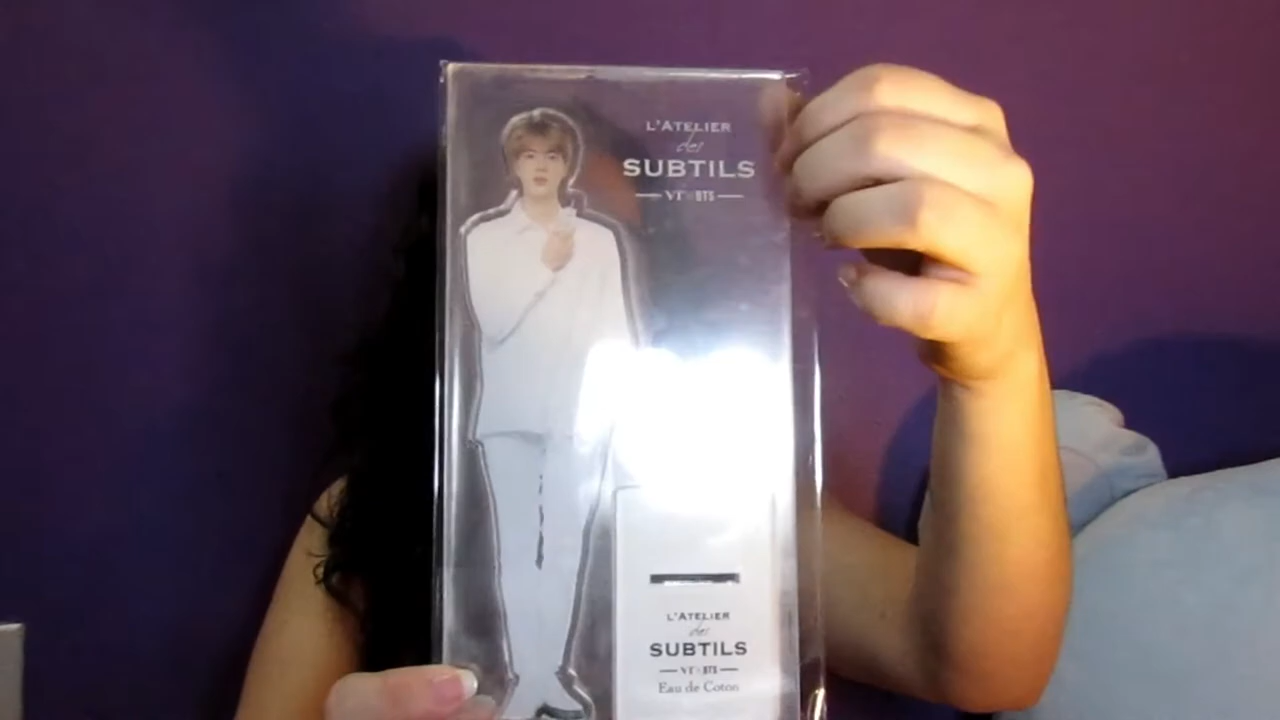 L'ATELIER
des
SUBTILS
VT×BTS
L'ATELIER
des
SUBTILS
VT×BTS
Eau de Coton